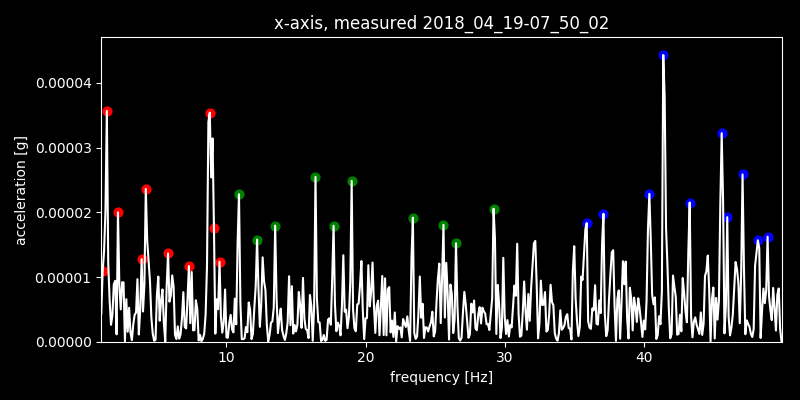 x-axis, measured 2018_04_19-07_50_02
acceleration [g]
0.00004
0.00003
0.00002
0.00001
0.00000
10 20 30 40
frequency [Hz]